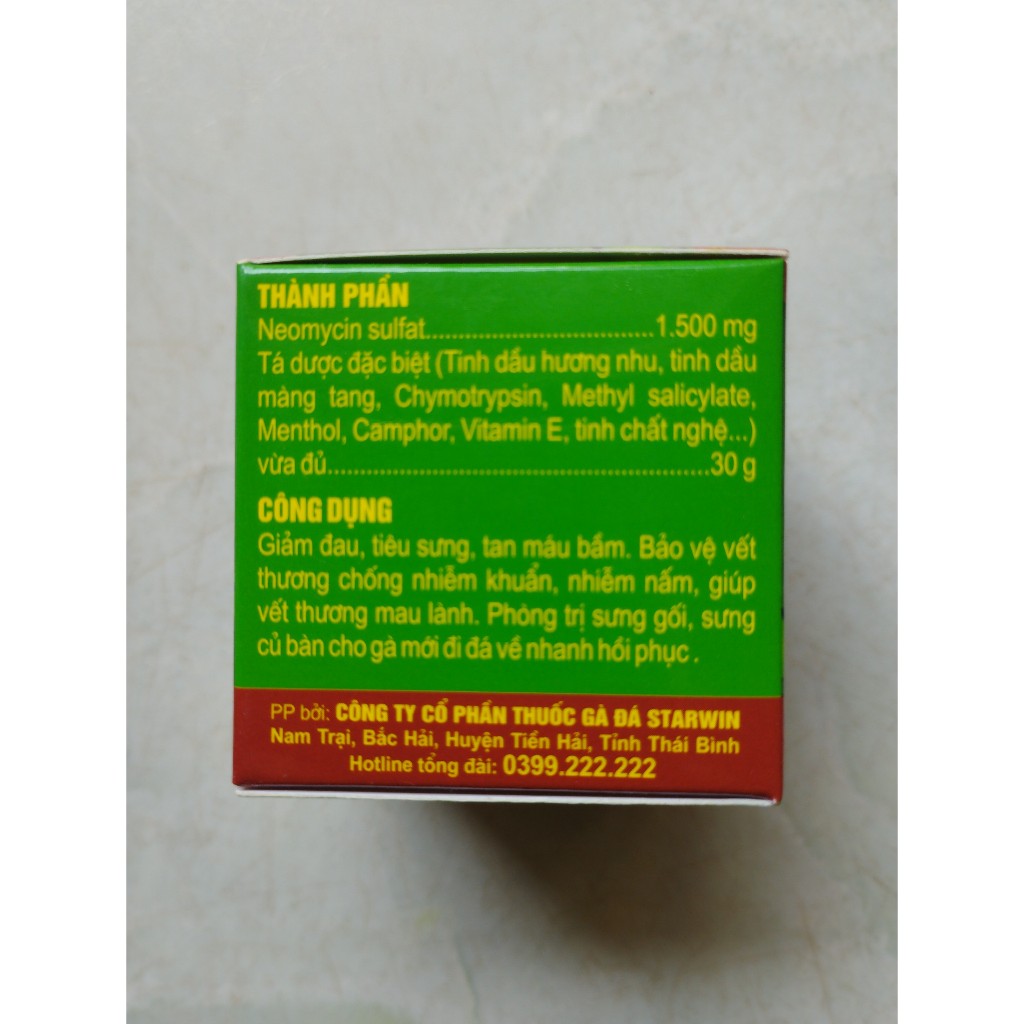 THÀNH PHẦN
Neomycin sulfat..................................1.500 mg
Tá dược đặc biệt (Tinh dầu hương nhu, tinh dầu
màng tang, Chymotrypsin, Methyl salicylate,
Menthol, Camphor, Vitamin E, tinh chất nghệ...)
vừa đủ.........................................................30 g
CÔNG DỤNG
Giảm đau, tiêu sưng, tan máu bầm. Bảo vệ vết
thương chống nhiễm khuẩn, nhiễm nấm, giúp
vết thương mau lành. Phòng trị sưng gối, sưng
củ bàn cho gà mới đi đá về nhanh hồi phục .
PP bởi: CÔNG TY CỔ PHẦN THUỐC GÀ ĐÁ STARWIN
Nam Trại, Bắc Hải, Huyện Tiền Hải, Tỉnh Thái Bình
Hotline tổng đài: 0399.222.222